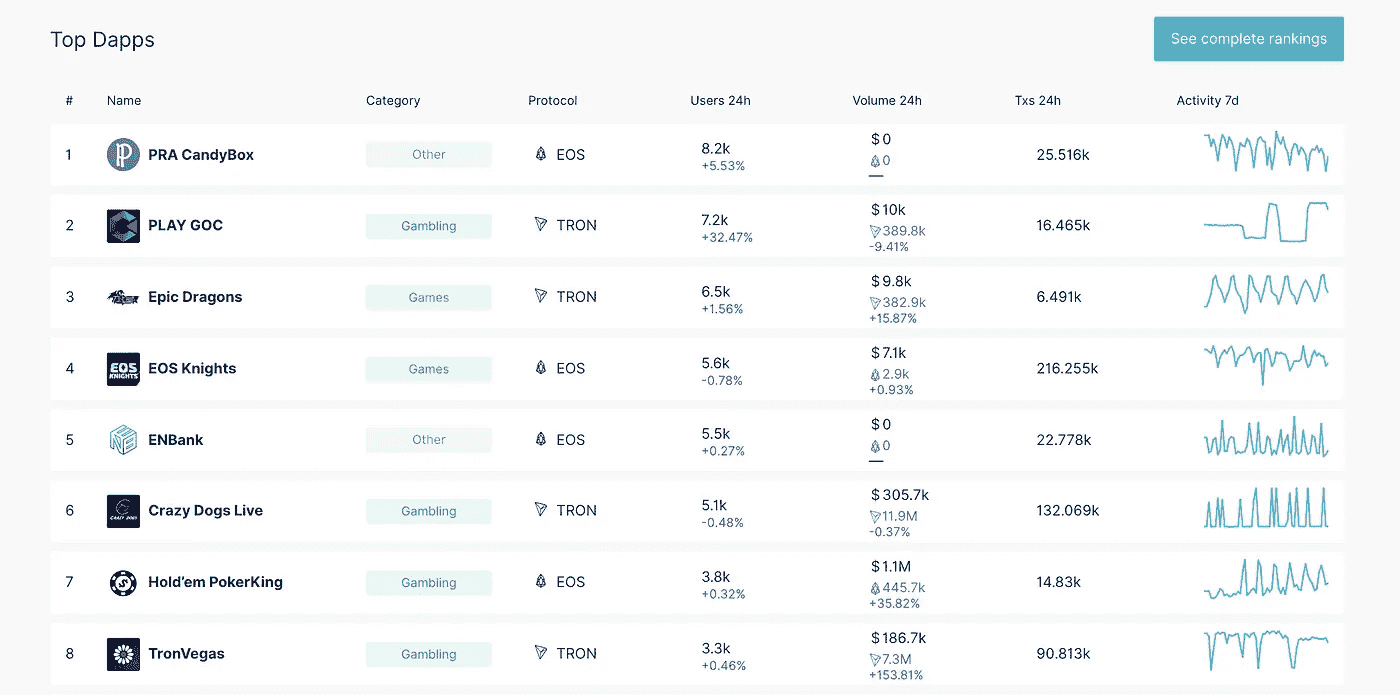 Top Dapps
See complete rankings
# Name Category Protocol Users 24h Volume 24h Txs 24h Activity 7d
1 PRA CandyBox Other EOS 8.2k +5.53% $0 0 — 25.516k
2 PLAY GOC Gambling TRON 7.2k +32.47% $10k 389.8k -9.41% 16.465k
3 Epic Dragons Games TRON 6.5k +1.56% $9.8k 382.9k +15.87% 6.491k
4 EOS KNIGHTS EOS Knights Games EOS 5.6k -0.78% $7.1k 2.9k +0.93% 216.255k
5 ENBank Other EOS 5.5k +0.27% $0 0 — 22.778k
6 CRAZY DOGS Crazy Dogs Live Gambling TRON 5.1k -0.48% $305.7k 11.9M -0.37% 132.069k
7 Hold'em PokerKing Gambling EOS 3.8k +0.32% $1.1M 445.7k +35.82% 14.83k
8 TronVegas Gambling TRON 3.3k +0.46% $186.7k 7.3M +153.81% 90.813k